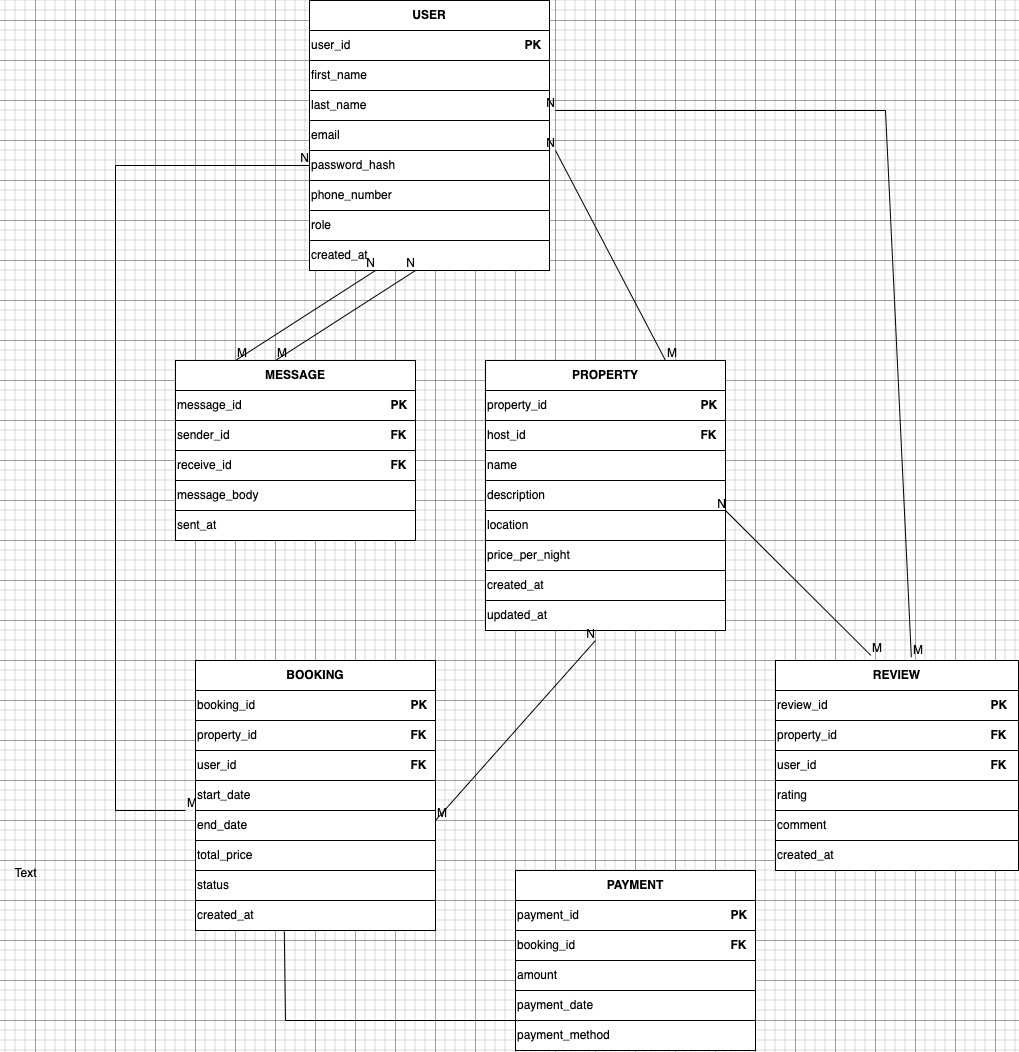 USER
user_id PK
first_name
last_name
N
email
N
N
password_hash
phone_number
role
created_at
N N
M M
M
MESSAGE
message_id PK
sender_id FK
receive_id FK
message_body
sent_at
PROPERTY
property_id PK
host_id FK
name
description
N
location
price_per_night
created_at
updated_at
N
M M
BOOKING
booking_id PK
property_id FK
user_id FK
start_date
M
M
end_date
total_price
status
created_at
REVIEW
review_id PK
property_id FK
user_id FK
rating
comment
created_at
Text
PAYMENT
payment_id PK
booking_id FK
amount
payment_date
payment_method